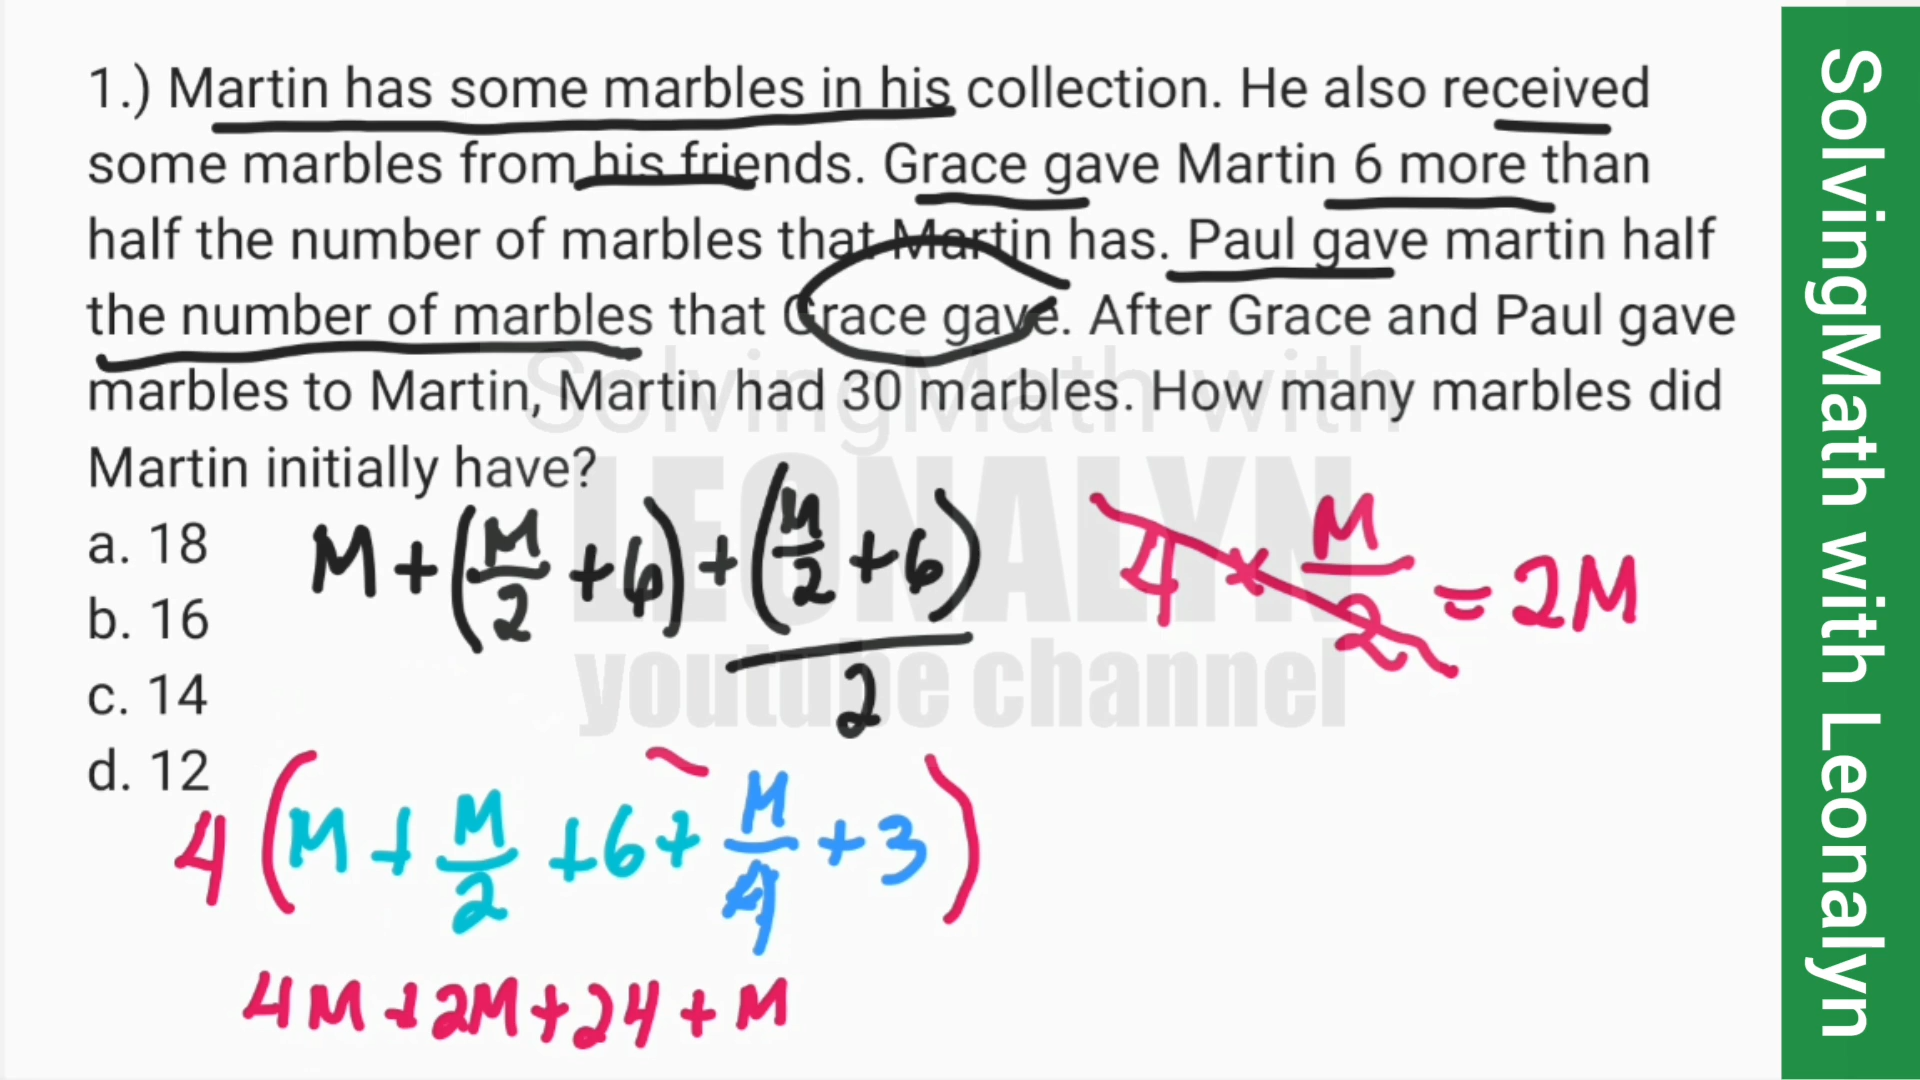 1.) Martin has some marbles in his collection. He also received
some marbles from his friends. Grace gave Martin 6 more than
half the number of marbles that Martin has. Paul gave martin half
the number of marbles that Grace gave. After Grace and Paul gave
marbles to Martin, Martin had 30 marbles. How many marbles did
Martin initially have?
a. 18
b. 16
c. 14
d. 12
M + (M/2 + 6) + (M/2 + 6)/2
4 × M/2 = 2M
4 (M + M/2 + 6 + M/4 + 3)
4M + 2M + 24 + M
SolvingMath with
LEONALYN
youtube channel
SolvingMath with Leonalyn